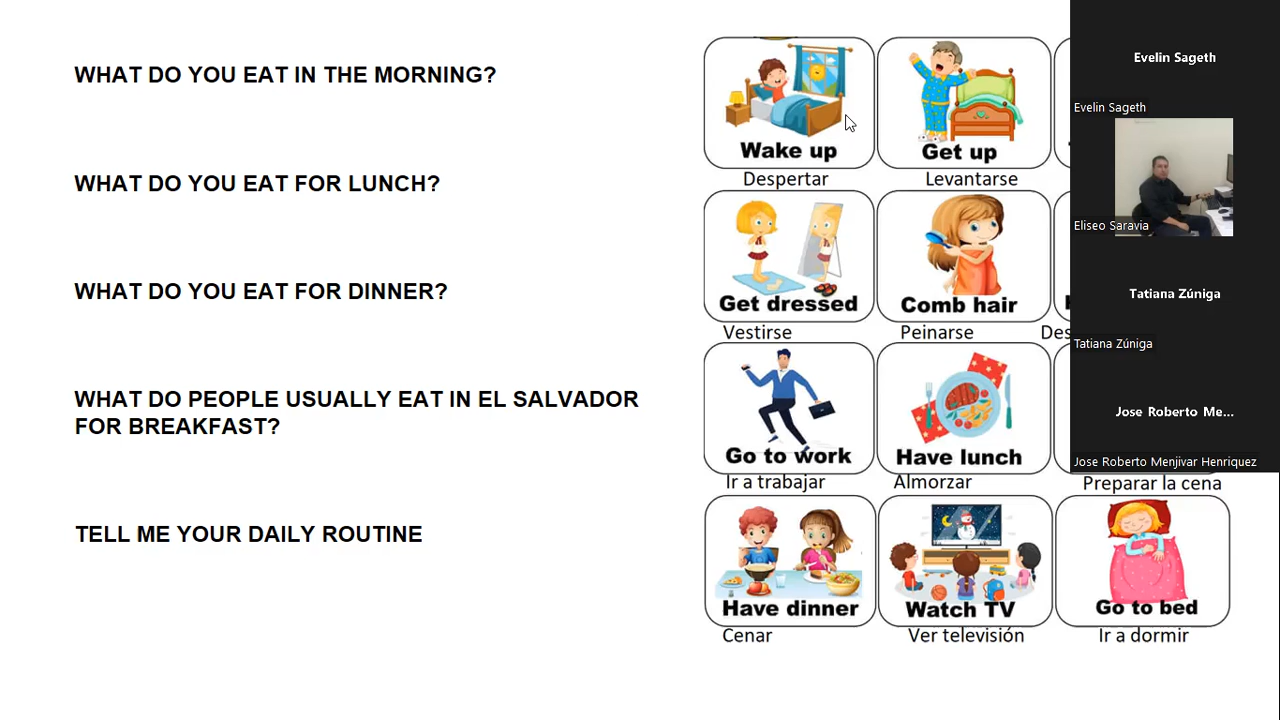 WHAT DO YOU EAT IN THE MORNING?
WHAT DO YOU EAT FOR LUNCH?
WHAT DO YOU EAT FOR DINNER?
WHAT DO PEOPLE USUALLY EAT IN EL SALVADOR
FOR BREAKFAST?
TELL ME YOUR DAILY ROUTINE
Wake up
Get up
Despertar
Levantarse
Get dressed
Comb hair
Vestirse
Peinarse
Go to work
Have lunch
Ir a trabajar
Almorzar
Preparar la cena
Have dinner
Watch TV
Go to bed
Cenar
Ver televisión
Ir a dormir
Evelin Sageth
Evelin Sageth
Eliseo Saravia
Tatiana Zúniga
Tatiana Zúniga
Jose Roberto Me...
Jose Roberto Menjivar Henriquez